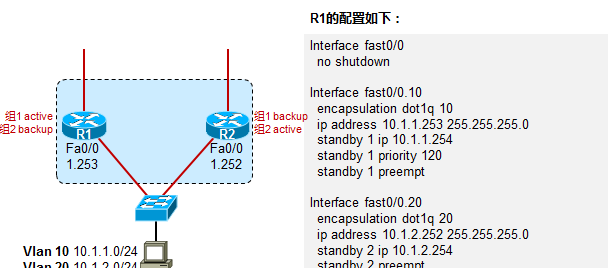 R1的配置如下：
Interface fast0/0
no shutdown
Interface fast0/0.10
encapsulation dot1q 10
ip address 10.1.1.253 255.255.255.0
standby 1 ip 10.1.1.254
standby 1 priority 120
standby 1 preempt
Interface fast0/0.20
encapsulation dot1q 20
ip address 10.1.2.252 255.255.255.0
standby 2 ip 10.1.2.254
standby 2 preempt
组1 active
组2 backup
R1
Fa0/0
1.253
R2
Fa0/0
1.252
组1 backup
组2 active
Vlan 10 10.1.1.0/24
Vlan 20 10.1.2.0/24